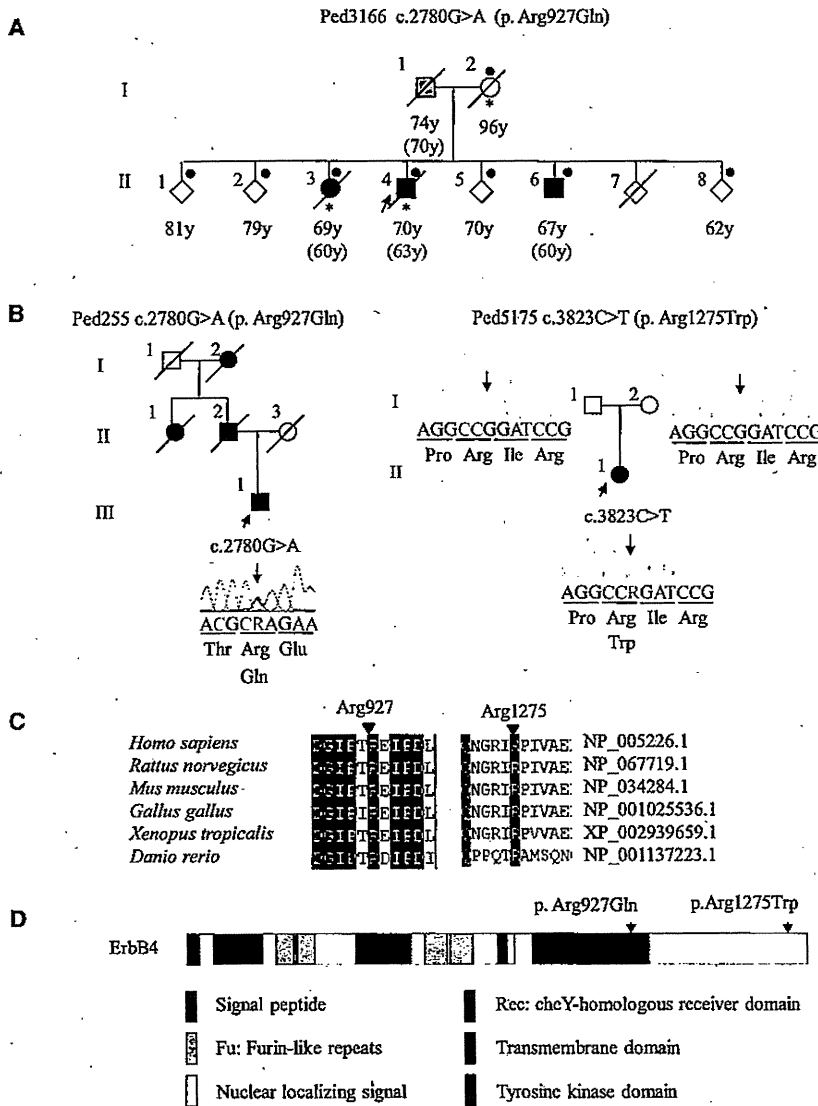 A
Ped3166 c.2780G>A (p. Arg927Gln)
I
1 2
74y 96y
(70y)
II
1 2 3 4 5 6 7 8
81y 79y 69y 70y 70y 67y 62y
(60y) (63y) (60y)
B
Ped255 c.2780G>A (p. Arg927Gln)
I
1 2
II
1 2 3
III
1
c.2780G>A
ACGCRAGAA
Thr Arg Glu
Gln
Ped5175 c.3823C>T (p. Arg1275Trp)
I
1 2
AGGCCGGATCCG
Pro Arg Ile Arg
AGGCCGGATCCG
Pro Arg Ile Arg
II
1
c.3823C>T
AGGCCRGATCCG
Pro Arg Ile Arg
Trp
C
Arg927 Arg1275
Homo sapiens NGRIRPIVAE NP_005226.1
Rattus norvegicus NGRIRPIVAE NP_067719.1
Mus musculus NGRIRPIVAE NP_034284.1
Gallus gallus NGRIRPIVAE NP_001025536.1
Xenopus tropicalis NGRIRPVVAE XP_002939659.1
Danio rerio PPQTRAMSQN NP_001137223.1
D
p. Arg927Gln p.Arg1275Trp
ErbB4
Signal peptide
Fu: Furin-like repeats
Nuclear localizing signal
Rec: cheY-homologous receiver domain
Transmembrane domain
Tyrosine kinase domain